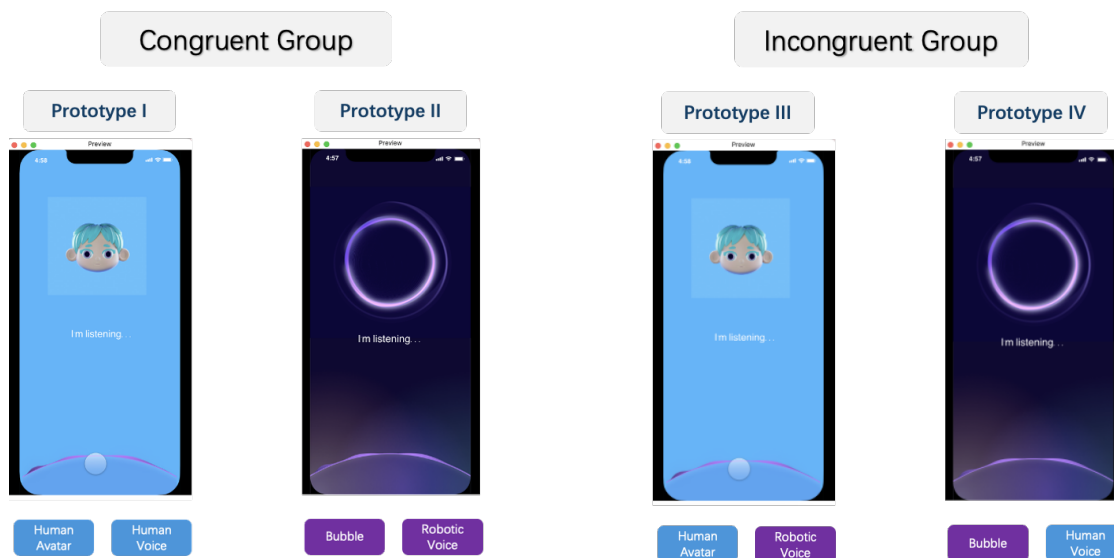 Congruent Group
Incongruent Group
Prototype I
Prototype II
Prototype III
Prototype IV
Preview
Preview
Preview
Preview
4:58
4:57
4:58
4:57
I m listening...
I m listening...
I m listening...
I m listening...
Human
Avatar
Human
Voice
Bubble
Robotic
Voice
Human
Avatar
Robotic
Voice
Bubble
Human
Voice